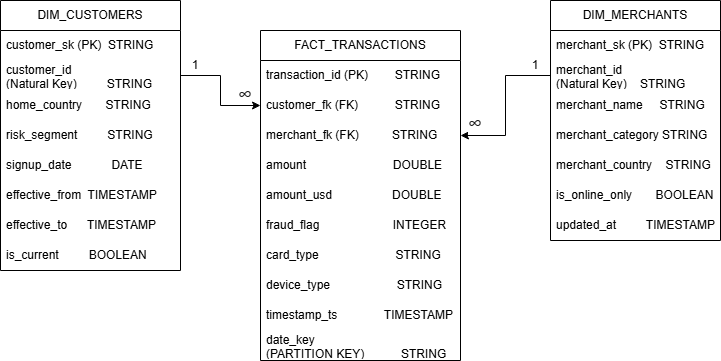 DIM_CUSTOMERS
customer_sk (PK) STRING
customer_id
(Natural Key) STRING
home_country STRING
risk_segment STRING
signup_date DATE
effective_from TIMESTAMP
effective_to TIMESTAMP
is_current BOOLEAN
1
∞
FACT_TRANSACTIONS
transaction_id (PK) STRING
customer_fk (FK) STRING
merchant_fk (FK) STRING
amount DOUBLE
amount_usd DOUBLE
fraud_flag INTEGER
card_type STRING
device_type STRING
timestamp_ts TIMESTAMP
date_key
(PARTITION KEY) STRING
1
∞
DIM_MERCHANTS
merchant_sk (PK) STRING
merchant_id
(Natural Key) STRING
merchant_name STRING
merchant_category STRING
merchant_country STRING
is_online_only BOOLEAN
updated_at TIMESTAMP